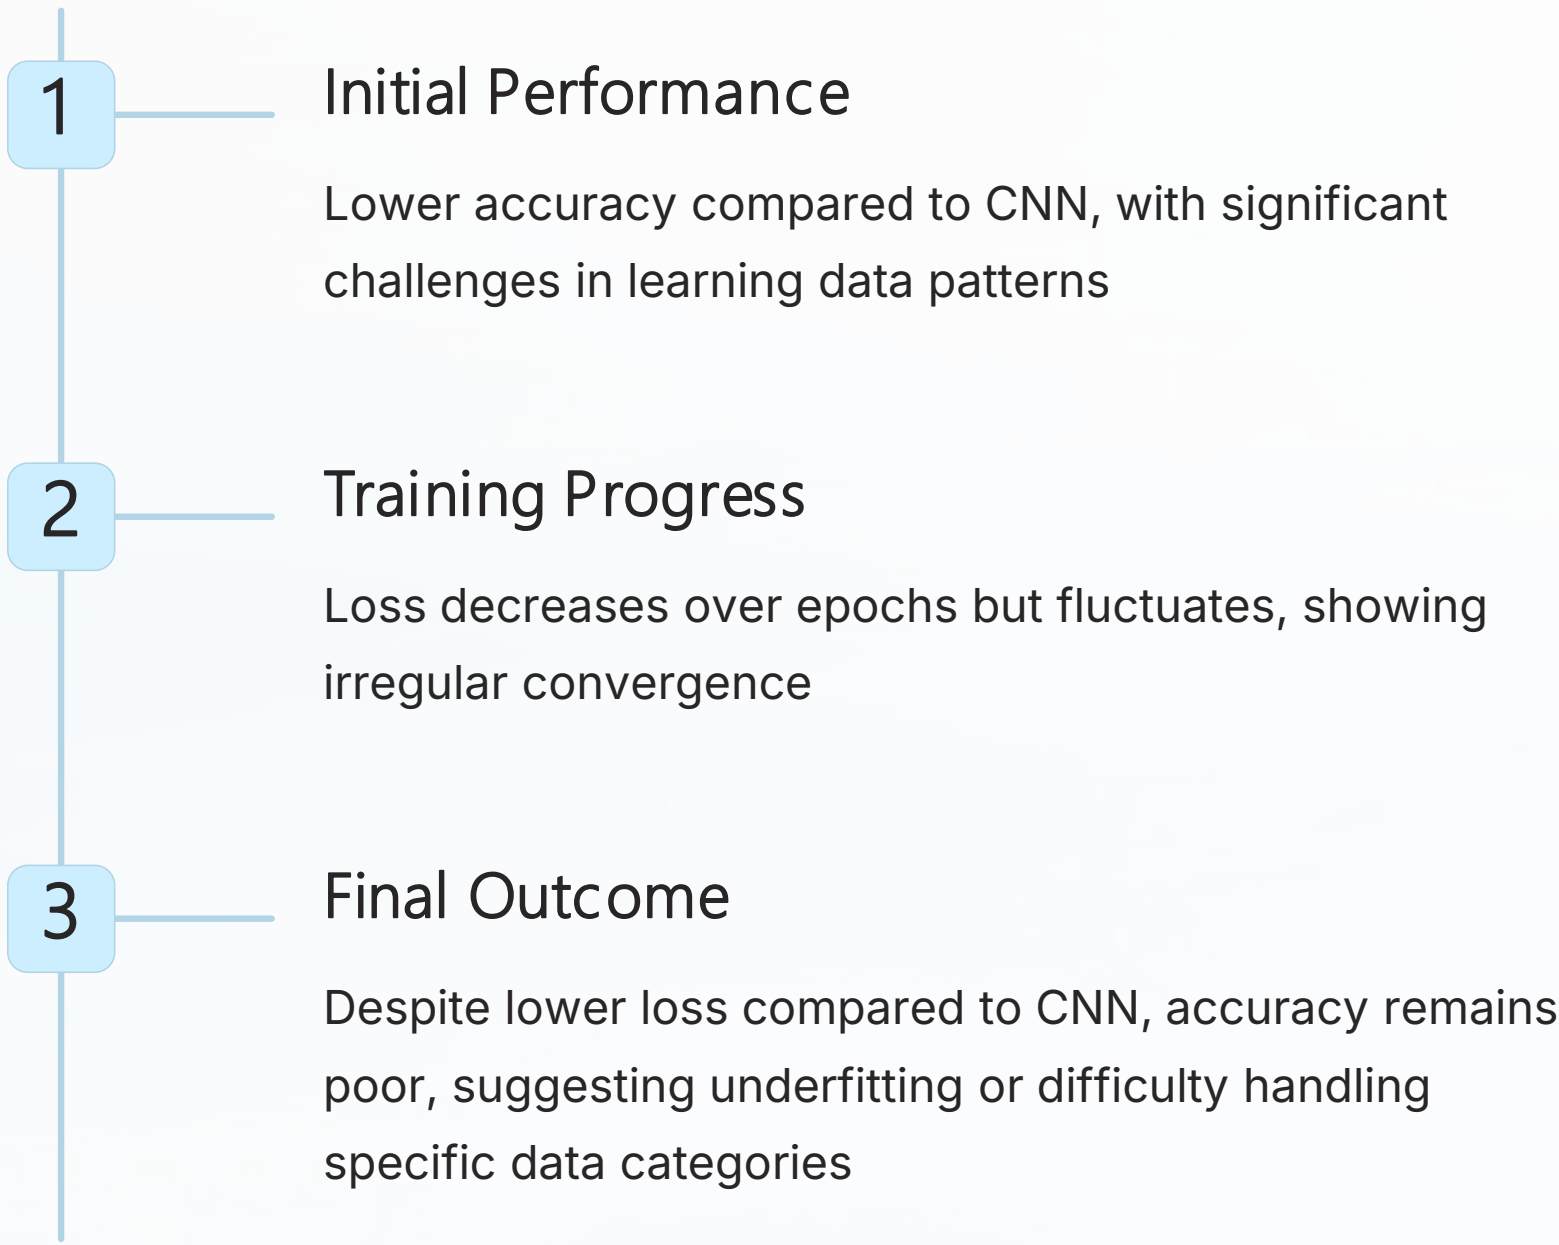 1
Initial Performance
Lower accuracy compared to CNN, with significant
challenges in learning data patterns
2
Training Progress
Loss decreases over epochs but fluctuates, showing
irregular convergence
3
Final Outcome
Despite lower loss compared to CNN, accuracy remains
poor, suggesting underfitting or difficulty handling
specific data categories